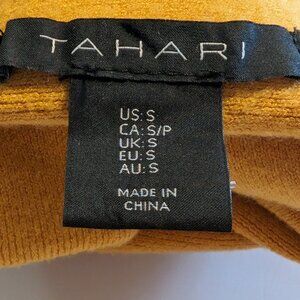 TAHARI
US: S
CA: S/P
UK: S
EU: S
AU: S
MADE IN
CHINA